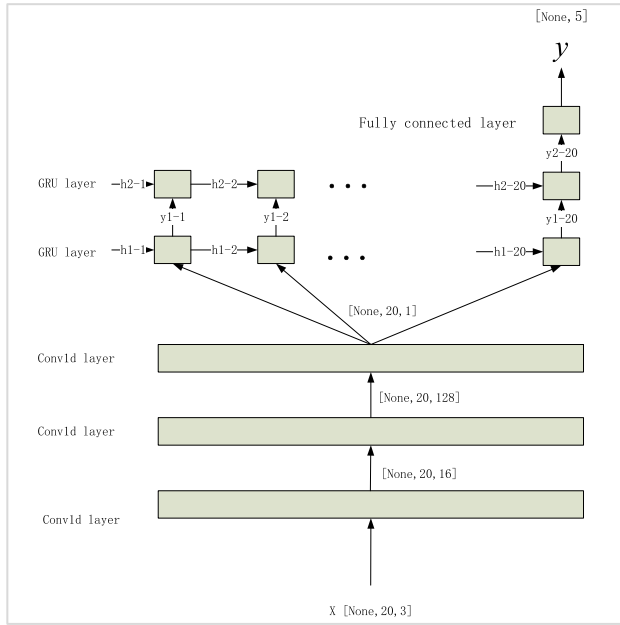 [None, 5]
y
Fully connected layer
y2-20
GRU layer h2-1 h2-2 • • • h2-20
y1-1 y1-2 y1-20
GRU layer h1-1 h1-2 • • • h1-20
[None, 20, 1]
Conv1d layer
[None, 20, 128]
Conv1d layer
[None, 20, 16]
Conv1d layer
X [None, 20, 3]